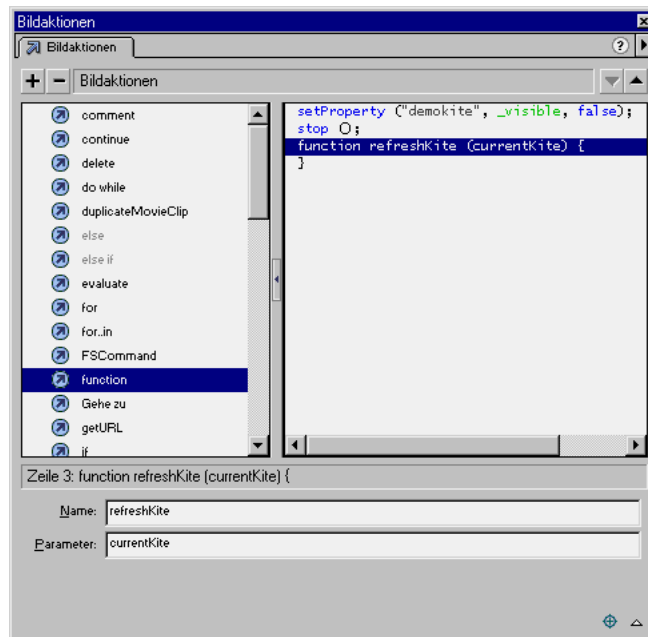 Bildaktionen
Bildaktionen
Bildaktionen
comment
continue
delete
do while
duplicateMovieClip
else
else if
evaluate
for
for..in
FSCommand
function
Gehe zu
getURL
if
setProperty ("demokite", _visible, false);
stop ();
function refreshKite (currentKite) {
}
Zeile 3: function refreshKite (currentKite) {
Name: refreshKite
Parameter: currentKite